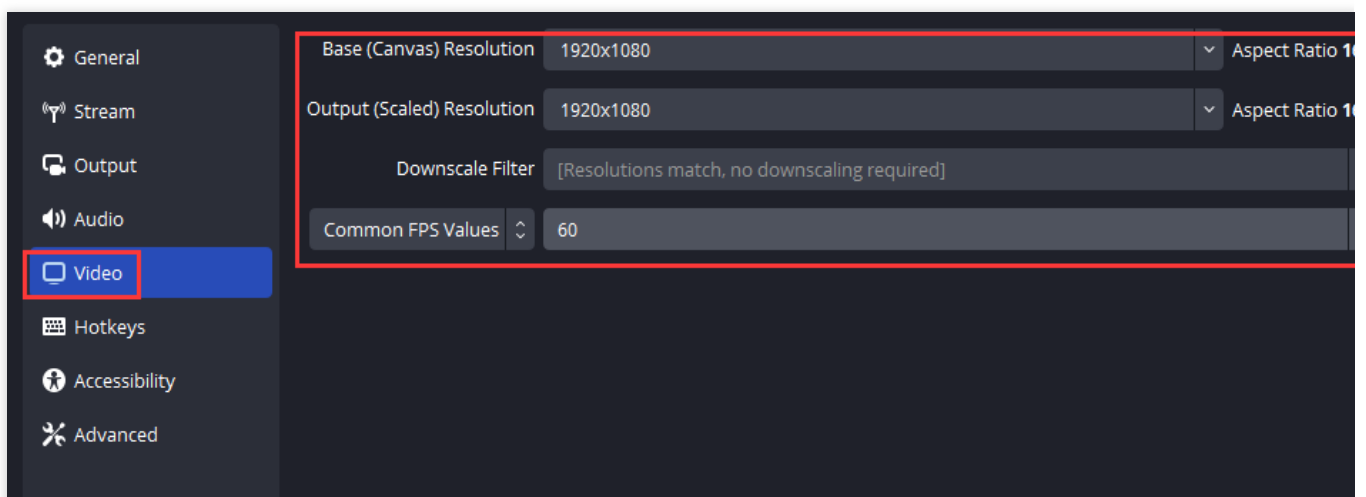 General
Stream
Output
Audio
Video
Hotkeys
Accessibility
Advanced
Base (Canvas) Resolution 1920x1080 Aspect Ratio
Output (Scaled) Resolution 1920x1080 Aspect Ratio
Downscale Filter [Resolutions match, no downscaling required]
Common FPS Values 60